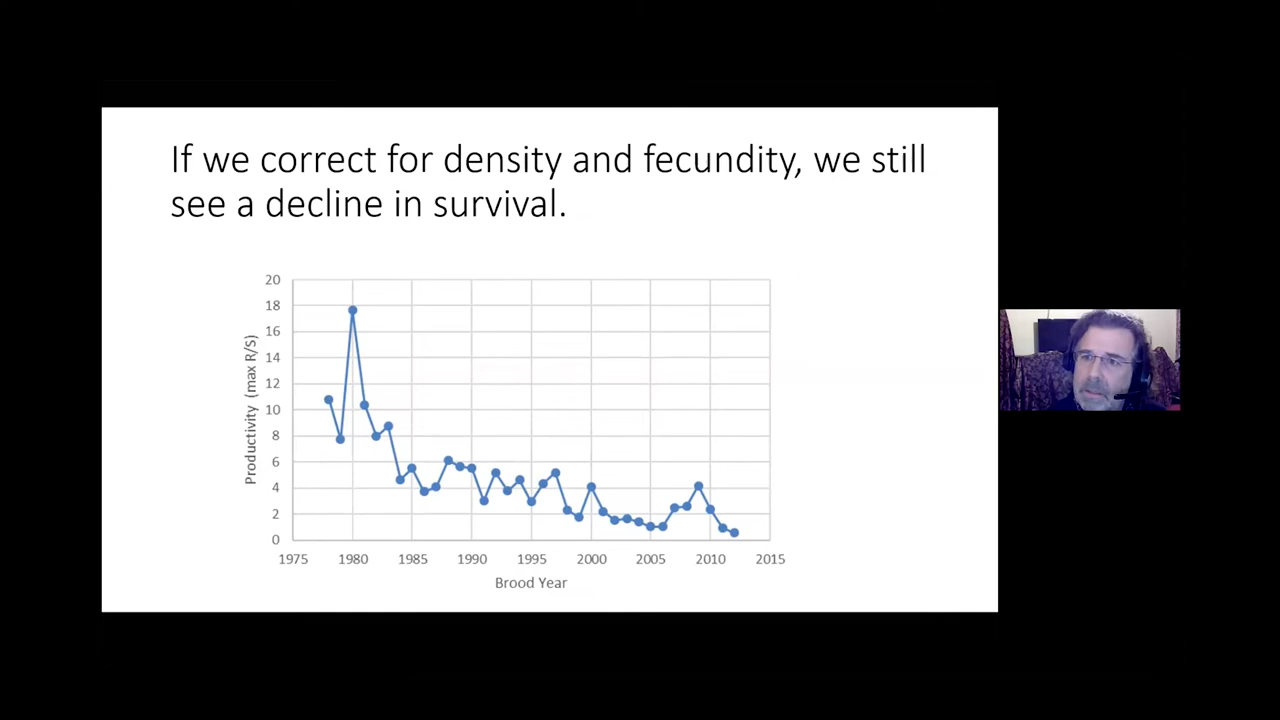 If we correct for density and fecundity, we still
see a decline in survival.
20
18
16
14
12
10
8
6
4
2
0
Productivity (max R/S)
1975 1980 1985 1990 1995 2000 2005 2010 2015
Brood Year